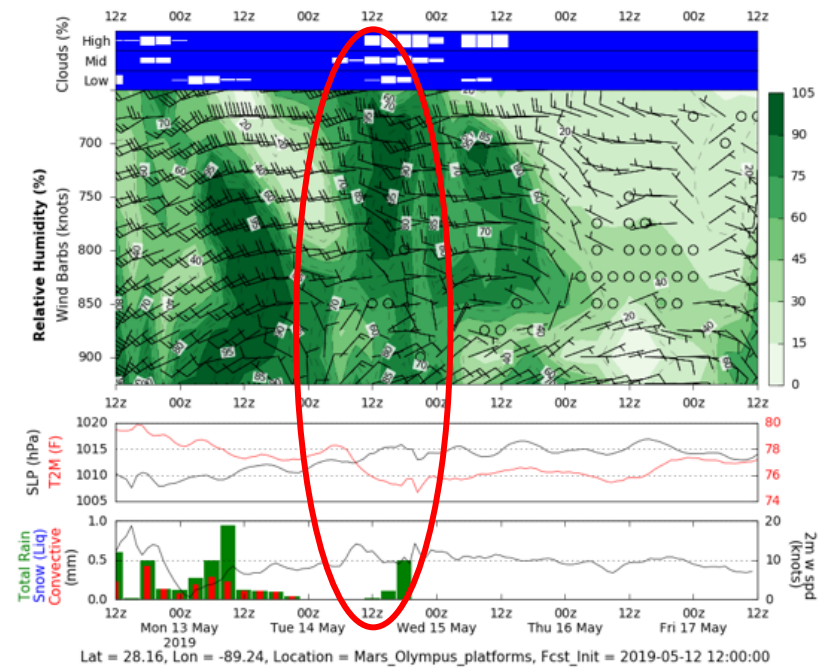 12z 00z 12z 00z 12z 00z 12z 00z 12z 00z 12z
Clouds (%)
High
Mid
Low
Relative Humidity (%)
Wind Barbs (knots)
700
750
800
850
900
105
90
75
60
45
30
15
0
12z 00z 12z 00z 12z 00z 12z 00z 12z 00z 12z
SLP (hPa)
T2M (F)
1020
1015
1010
1005
80
78
76
74
Total Rain
Snow (Liq)
Convective
(mm)
1.0
0.5
0.0
20
10
0
2m w spd
(knots)
12z 00z 12z 00z 12z 00z 12z 00z 12z 00z 12z
Mon 13 May Tue 14 May Wed 15 May Thu 16 May Fri 17 May
2019
Lat = 28.16, Lon = -89.24, Location = Mars_Olympus_platforms, Fcst_Init = 2019-05-12 12:00:00